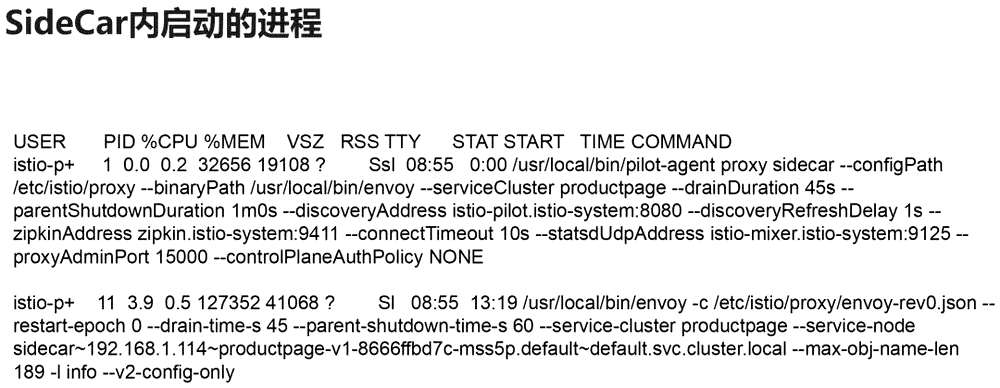 SideCar内启动的进程
USER PID %CPU %MEM VSZ RSS TTY STAT START TIME COMMAND
istio-p+ 1 0.0 0.2 32656 19108 ? Ssl 08:55 0:00 /usr/local/bin/pilot-agent proxy sidecar --configPath
/etc/istio/proxy --binaryPath /usr/local/bin/envoy --serviceCluster productpage --drainDuration 45s --
parentShutdownDuration 1m0s --discoveryAddress istio-pilot.istio-system:8080 --discoveryRefreshDelay 1s --
zipkinAddress zipkin.istio-system:9411 --connectTimeout 10s --statsdUdpAddress istio-mixer.istio-system:9125 --
proxyAdminPort 15000 --controlPlaneAuthPolicy NONE
istio-p+ 11 3.9 0.5 127352 41068 ? Sl 08:55 13:19 /usr/local/bin/envoy -c /etc/istio/proxy/envoy-rev0.json --
restart-epoch 0 --drain-time-s 45 --parent-shutdown-time-s 60 --service-cluster productpage --service-node
sidecar~192.168.1.114~productpage-v1-8666ffbd7c-mss5p.default~default.svc.cluster.local --max-obj-name-len
189 -l info --v2-config-only